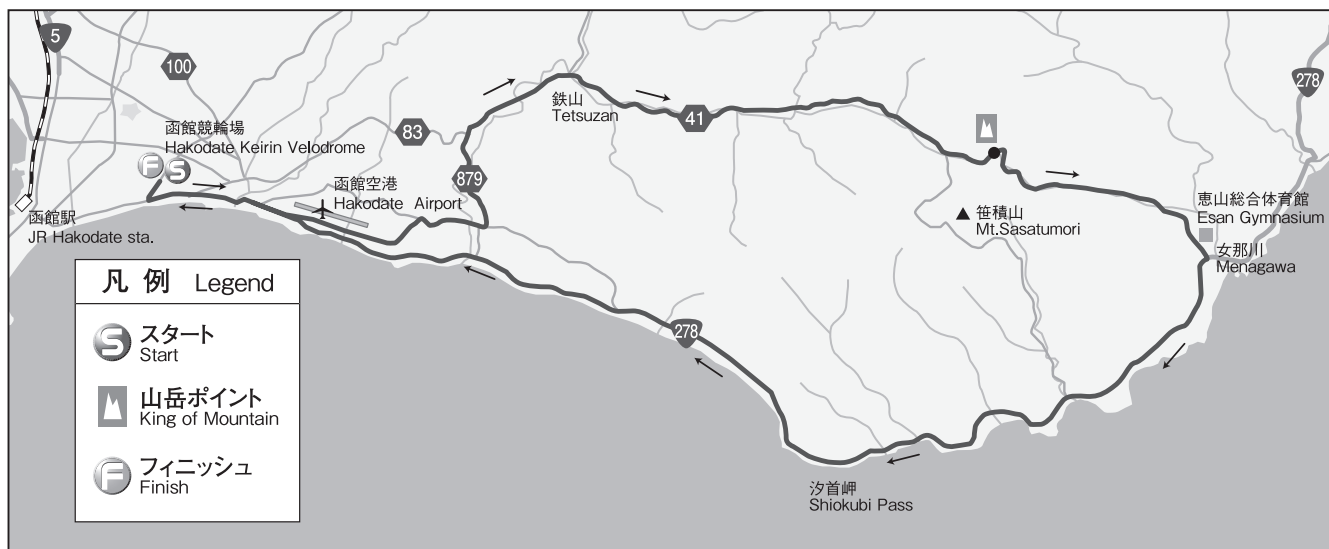 5
100
函館競輪場
Hakodate Keirin Velodrome
F
S
83
879
函館空港
Hakodate Airport
函館駅
JR Hakodate sta.
鉄山
Tetsuzan
41
278
笹積山
Mt.Sasatumori
恵山総合体育館
Esan Gymnasium
女那川
Menagawa
278
汐首岬
Shiokubi Pass
凡例 Legend
S
スタート
Start
山岳ポイント
King of Mountain
F
フィニッシュ
Finish